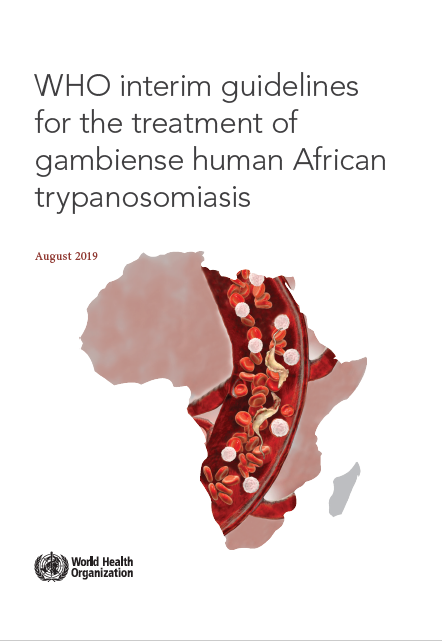 WHO interim guidelines
for the treatment of
gambiense human African
trypanosomiasis
August 2019
World Health
Organization